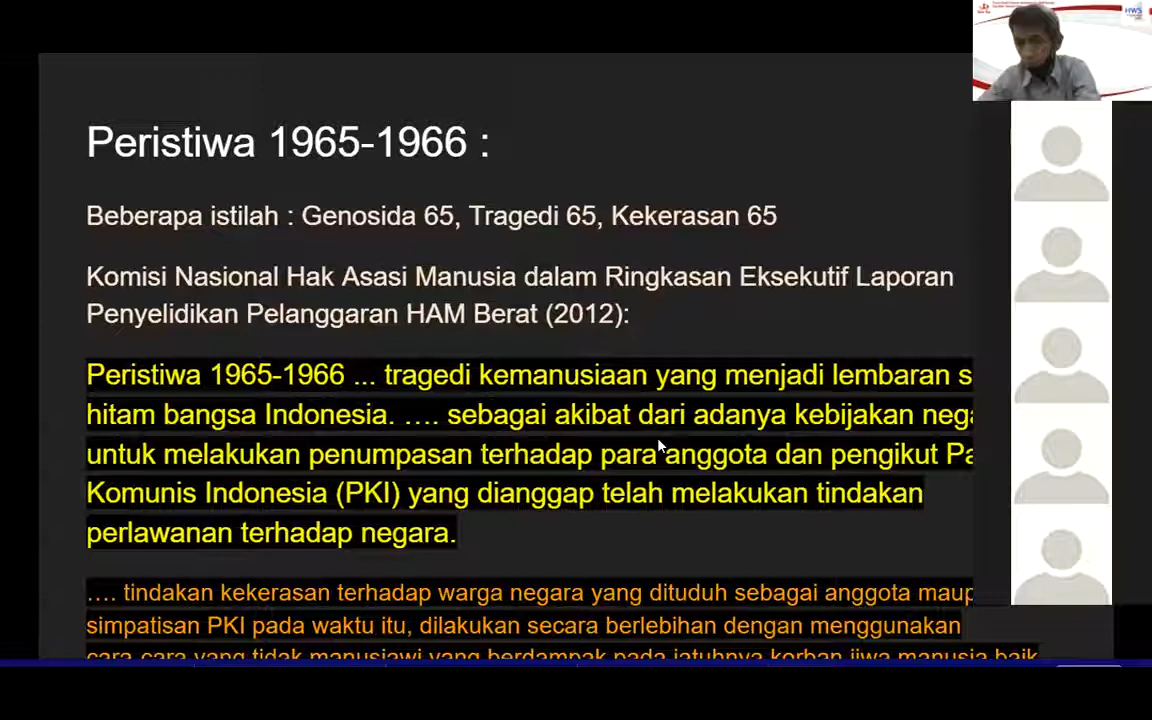 Peristiwa 1965-1966 :
Beberapa istilah : Genosida 65, Tragedi 65, Kekerasan 65
Komisi Nasional Hak Asasi Manusia dalam Ringkasan Eksekutif Laporan
Penyelidikan Pelanggaran HAM Berat (2012):
Peristiwa 1965-1966 ... tragedi kemanusiaan yang menjadi lembaran s
hitam bangsa Indonesia. .... sebagai akibat dari adanya kebijakan nega
untuk melakukan penumpasan terhadap para anggota dan pengikut Pa
Komunis Indonesia (PKI) yang dianggap telah melakukan tindakan
perlawanan terhadap negara.
.... tindakan kekerasan terhadap warga negara yang dituduh sebagai anggota maup
simpatisan PKI pada waktu itu, dilakukan secara berlebihan dengan menggunakan
cara-cara yang tidak manusiawi yang berdampak pada jatuhnya korban jiwa manusia baik
HWS